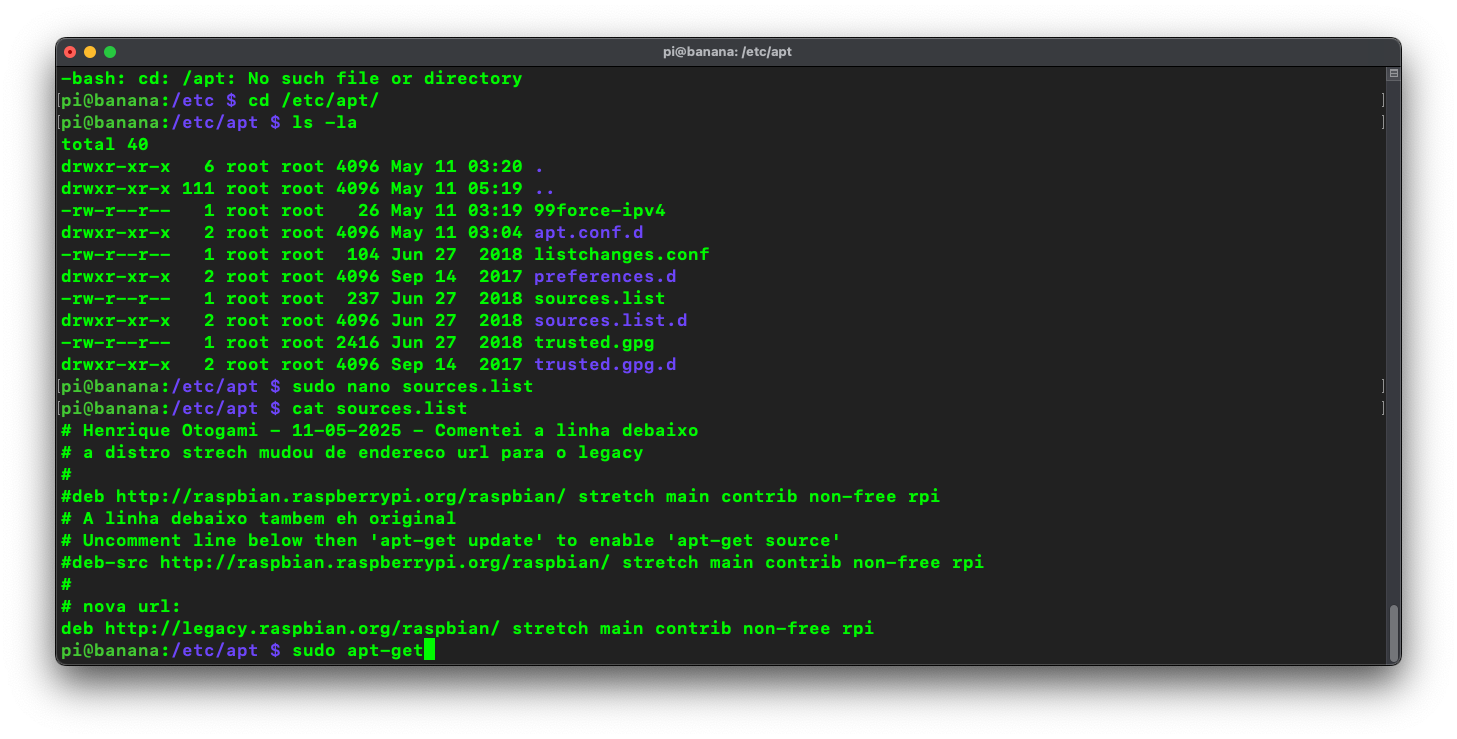 pi@banana: /etc/apt
-bash: cd: /apt: No such file or directory
[pi@banana:/etc $ cd /etc/apt/ ]
[pi@banana:/etc/apt $ ls -la ]
total 40
drwxr-xr-x   6 root root 4096 May 11 03:20 .
drwxr-xr-x 111 root root 4096 May 11 05:19 ..
-rw-r--r--   1 root root   26 May 11 03:19 99force-ipv4
drwxr-xr-x   2 root root 4096 May 11 03:04 apt.conf.d
-rw-r--r--   1 root root  104 Jun 27  2018 listchanges.conf
drwxr-xr-x   2 root root 4096 Sep 14  2017 preferences.d
-rw-r--r--   1 root root  237 Jun 27  2018 sources.list
drwxr-xr-x   2 root root 4096 Jun 27  2018 sources.list.d
-rw-r--r--   1 root root 2416 Jun 27  2018 trusted.gpg
drwxr-xr-x   2 root root 4096 Sep 14  2017 trusted.gpg.d
[pi@banana:/etc/apt $ sudo nano sources.list ]
[pi@banana:/etc/apt $ cat sources.list ]
# Henrique Otogami - 11-05-2025 - Comentei a linha debaixo
# a distro strech mudou de endereco url para o legacy
#
#deb http://raspbian.raspberrypi.org/raspbian/ stretch main contrib non-free rpi
# A linha debaixo tambem eh original
# Uncomment line below then 'apt-get update' to enable 'apt-get source'
#deb-src http://raspbian.raspberrypi.org/raspbian/ stretch main contrib non-free rpi
#
# nova url:
deb http://legacy.raspbian.org/raspbian/ stretch main contrib non-free rpi
pi@banana:/etc/apt $ sudo apt-get